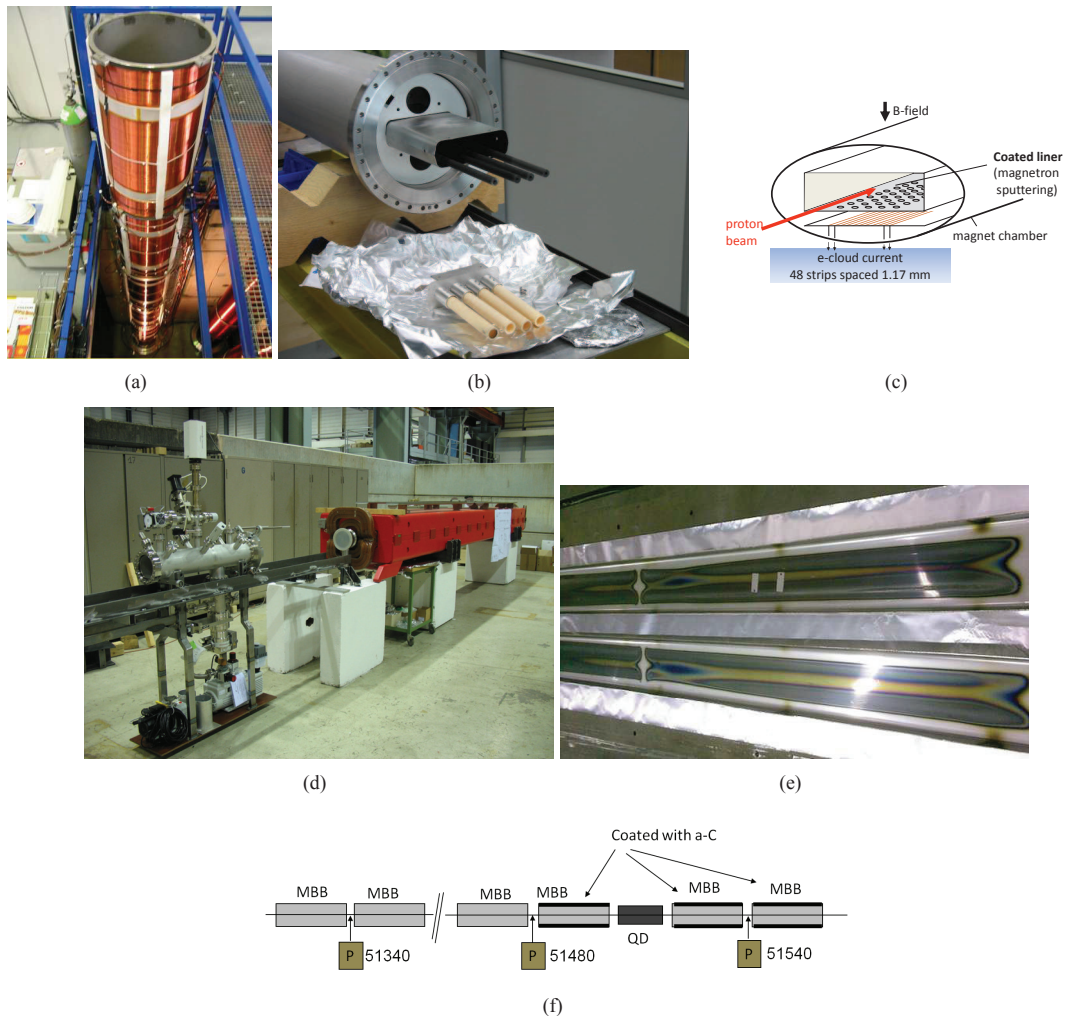 B-field
Coated liner
(magnetron
sputtering)
proton
beam
magnet chamber
e-cloud current
48 strips spaced 1.17 mm
(a)
(b)
(c)
(d)
(e)
Coated with a-C
MBB MBB MBB MBB MBB MBB
QD
P 51340 P 51480 P 51540
(f)